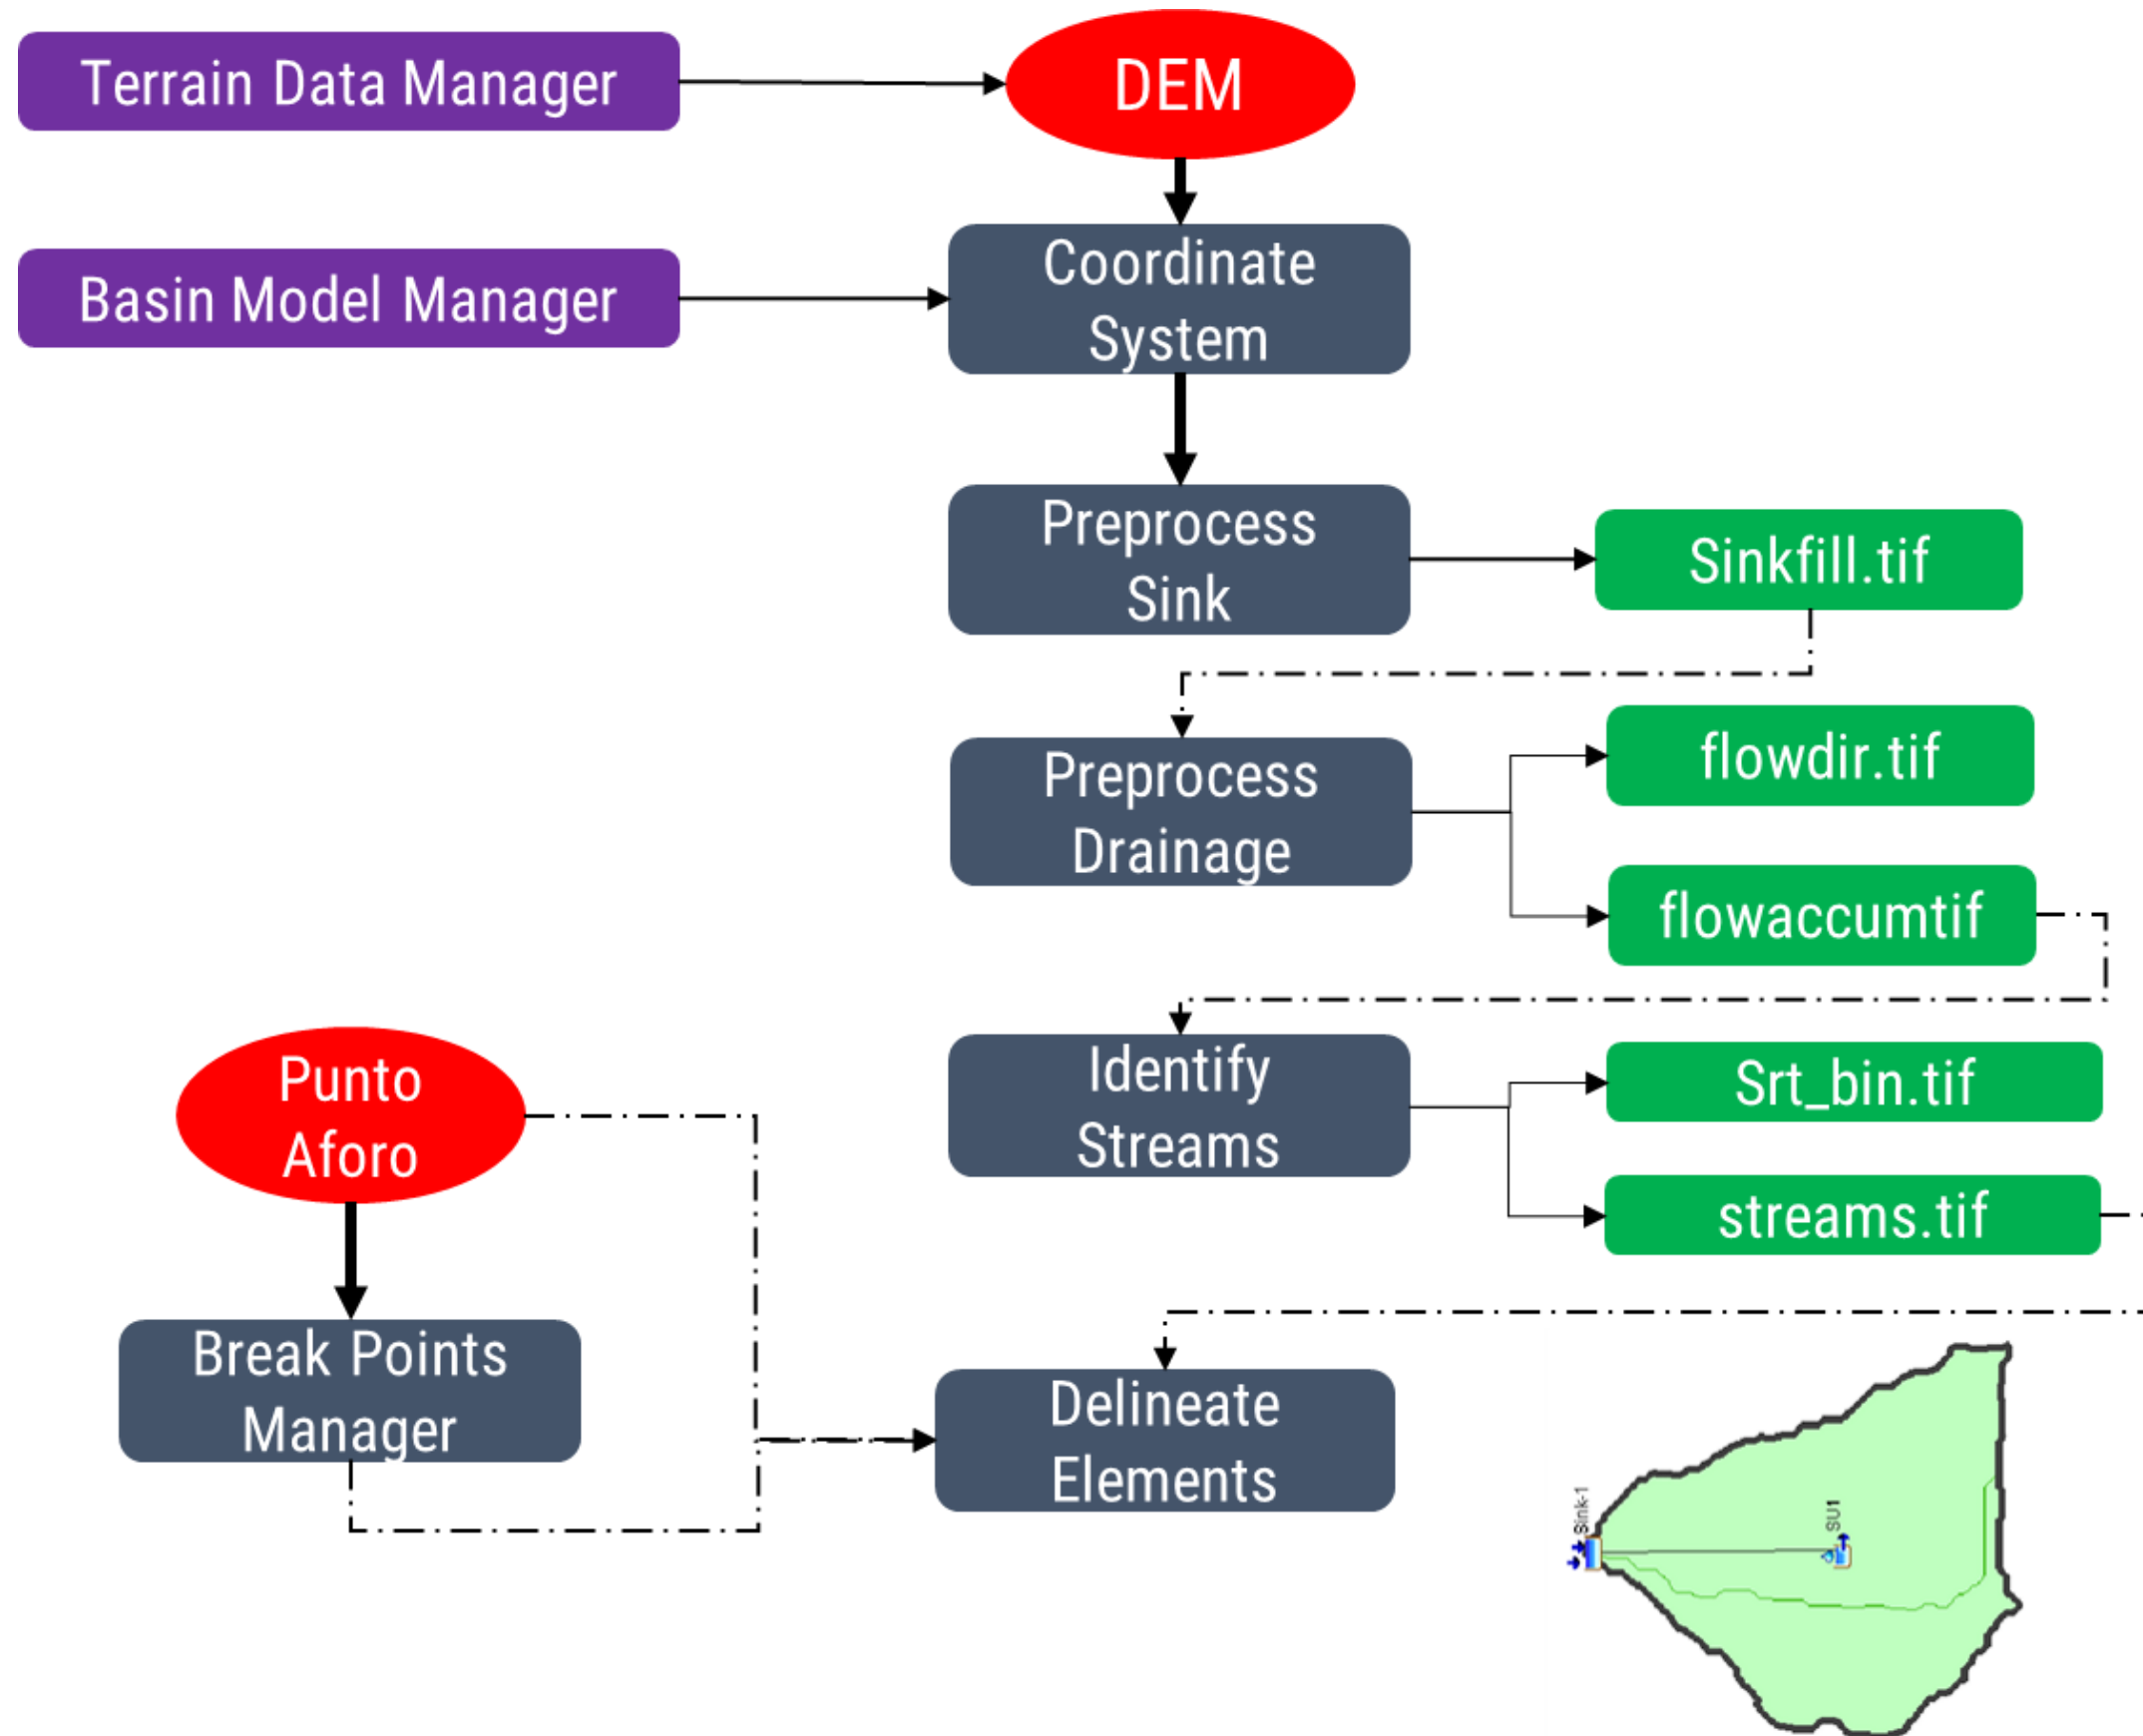 Terrain Data Manager
DEM
Basin Model Manager
Coordinate
System
Preprocess
Sink
Sinkfill.tif
Preprocess
Drainage
flowdir.tif
flowaccumtif
Identify
Streams
Srt_bin.tif
streams.tif
Punto
Aforo
Break Points
Manager
Delineate
Elements
Sink-1
SU1